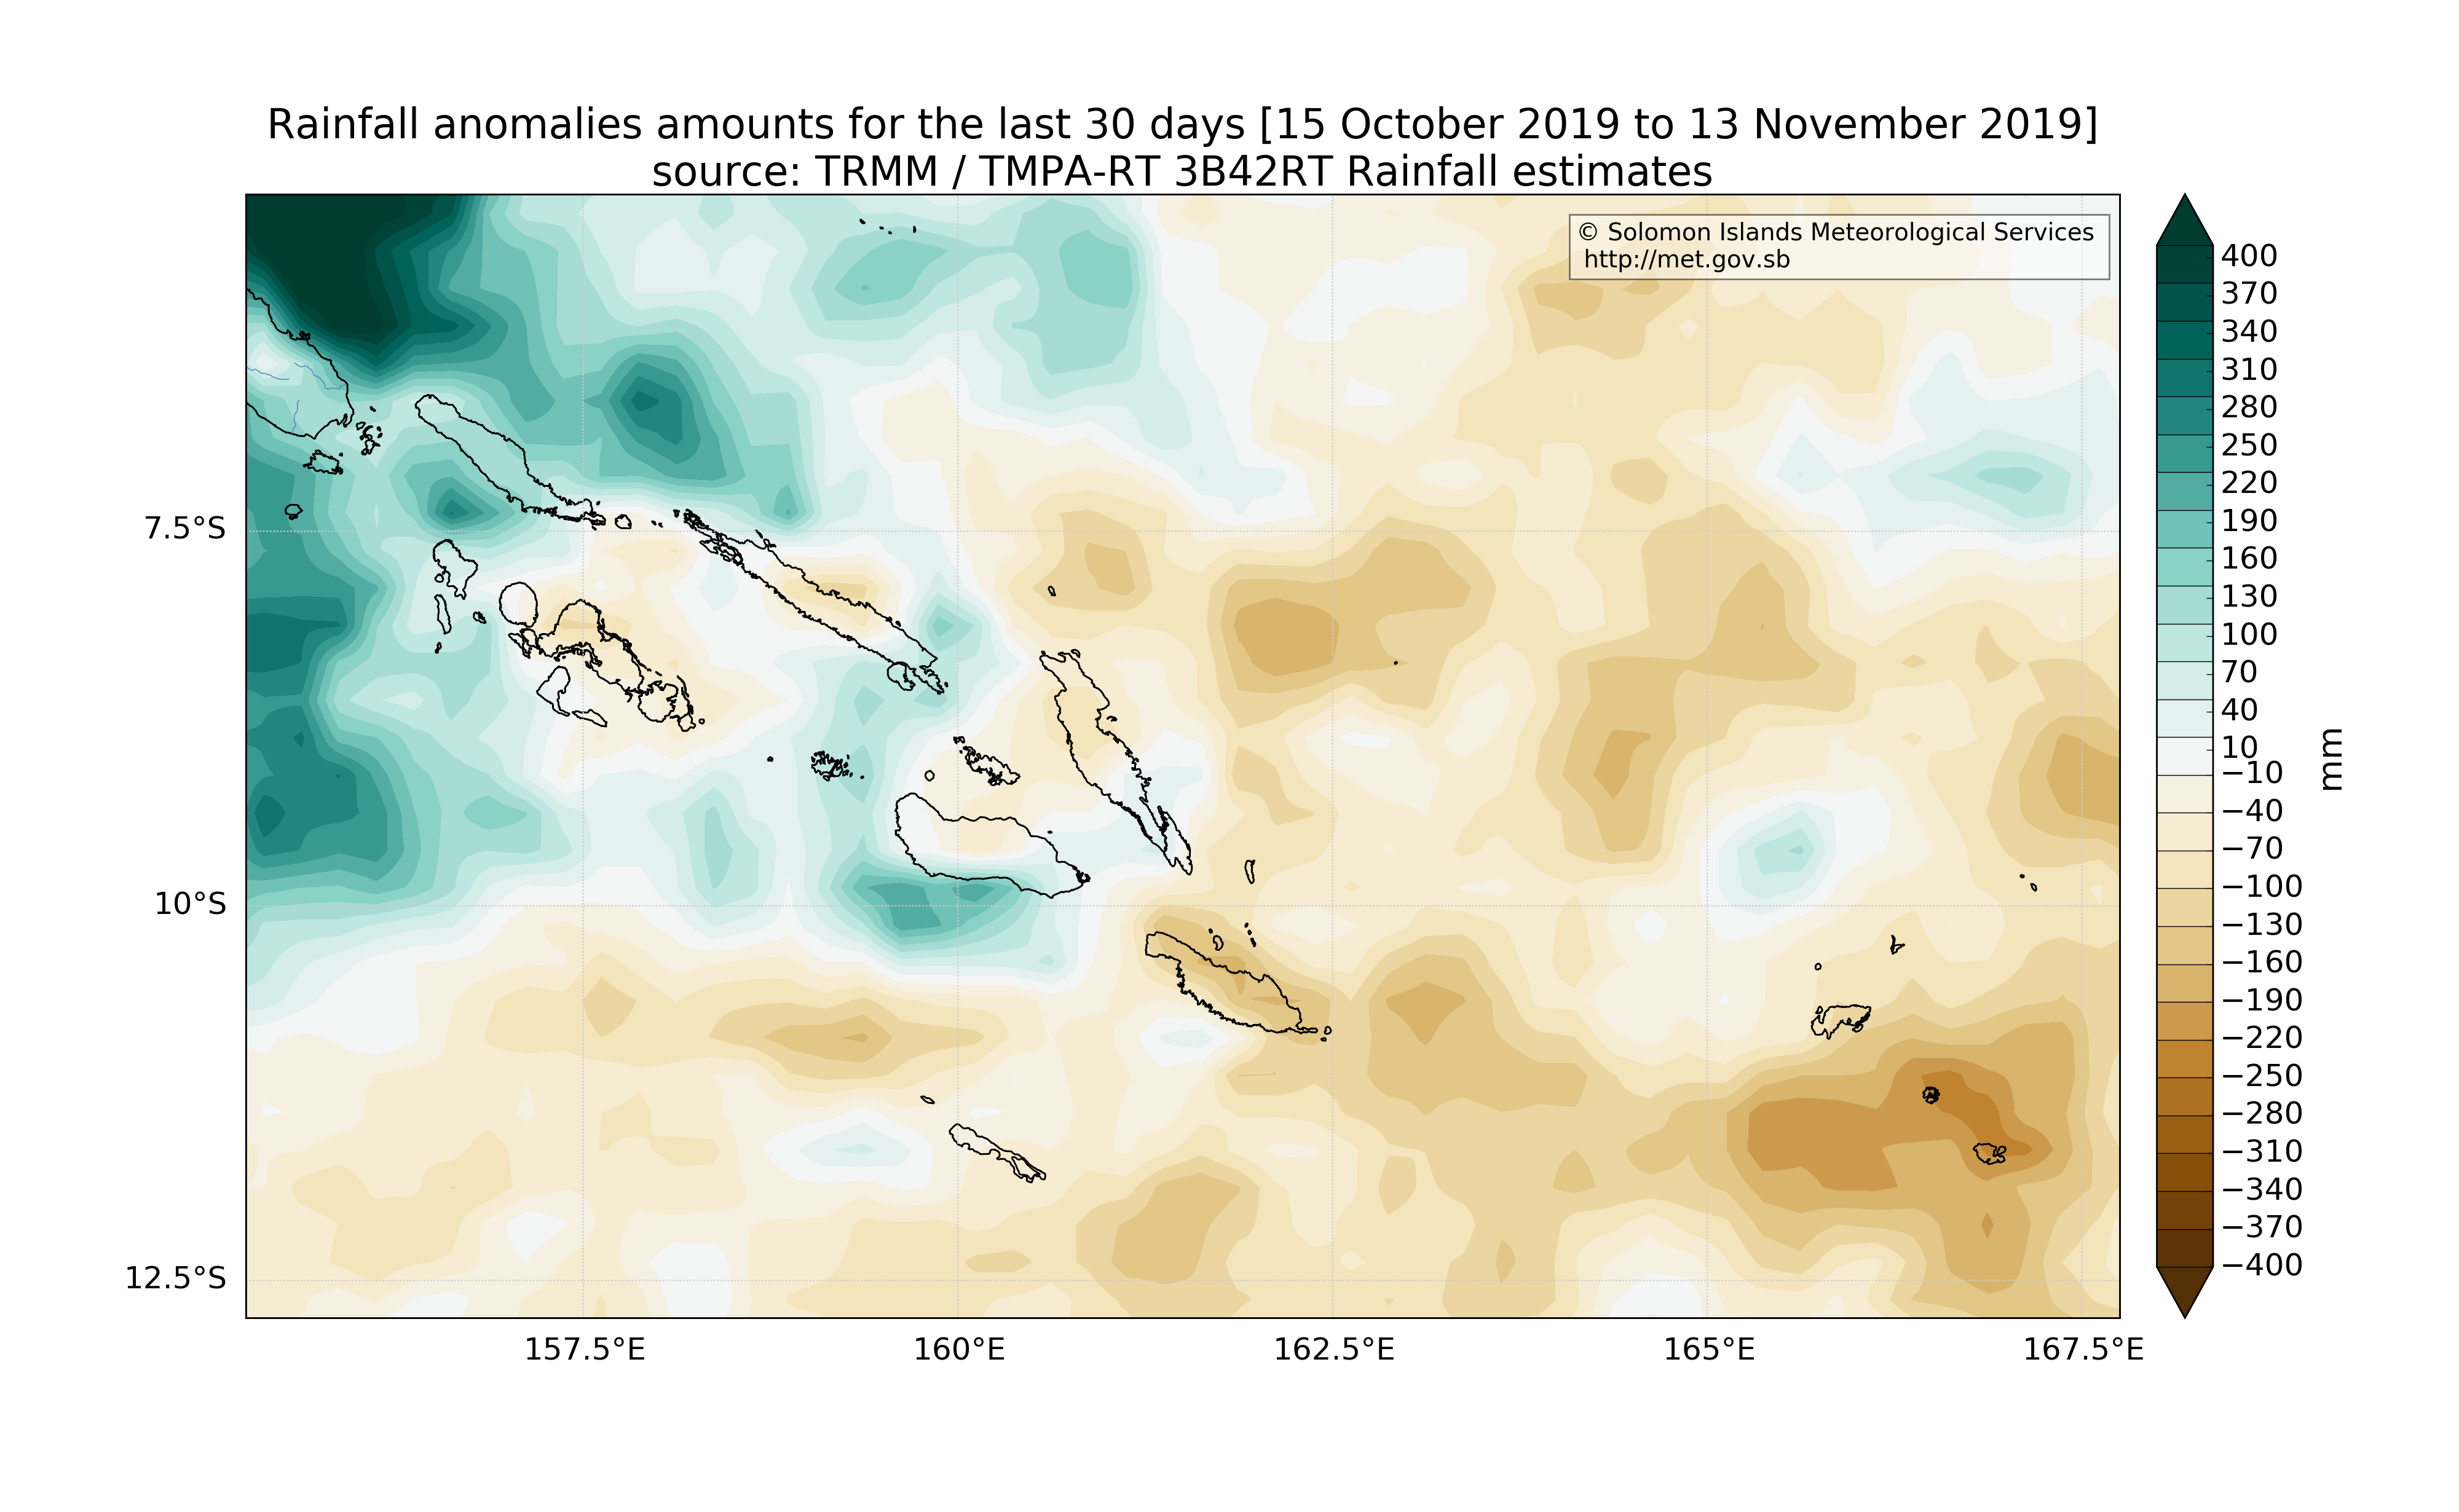 Rainfall anomalies amounts for the last 30 days [15 October 2019 to 13 November 2019]
source: TRMM / TMPA-RT 3B42RT Rainfall estimates
© Solomon Islands Meteorological Services
http://met.gov.sb
7.5°S
10°S
12.5°S
157.5°E
160°E
162.5°E
165°E
167.5°E
400
370
340
310
280
250
220
190
160
130
100
70
40
10
−10
−40
−70
−100
−130
−160
−190
−220
−250
−280
−310
−340
−370
−400
mm